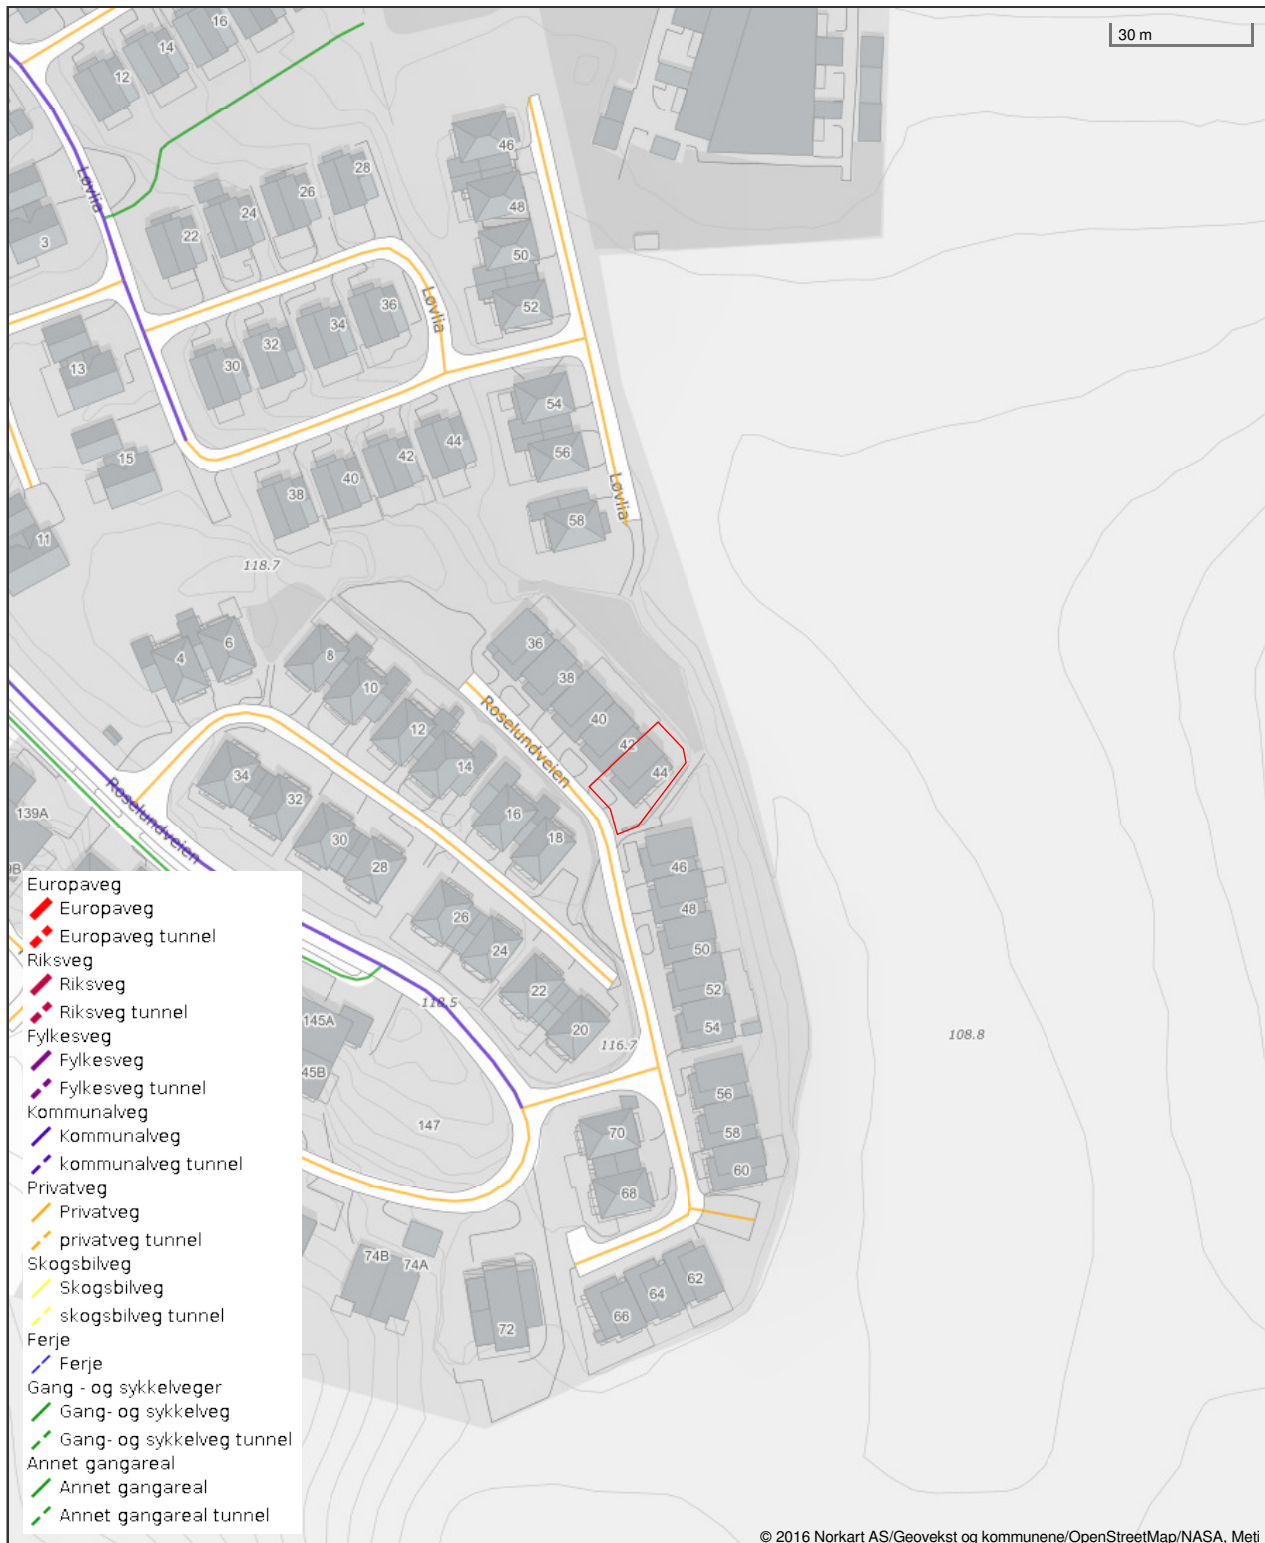 30 m
16
14
12
46
28
Løvlia
26
48
24
22
3
50
Løvlia
52
36
34
32
30
13
54
44
42
56
15
40
38
Løvlia
58
11
118.7
36
6
8
4
38
10
Roselundveien
40
12
42
14
44
34
32
Roselundveien
16
139A
18
30
28
46
9B
48
26
24
50
22
52
118.5
145A
20
54
116.7
108.8
45B
56
147
70
58
60
68
74B
74A
62
64
66
72
Europaveg
Europaveg
Europaveg tunnel
Riksveg
Riksveg
Riksveg tunnel
Fylkesveg
Fylkesveg
Fylkesveg tunnel
Kommunalveg
Kommunalveg
kommunalveg tunnel
Privatveg
Privatveg
privatveg tunnel
Skogsbilveg
Skogsbilveg
skogsbilveg tunnel
Ferje
Ferje
Gang - og sykkelveger
Gang- og sykkelveg
Gang- og sykkelveg tunnel
Annet gangareal
Annet gangareal
Annet gangareal tunnel
© 2016 Norkart AS/Geovekst og kommunene/OpenStreetMap/NASA, Meti